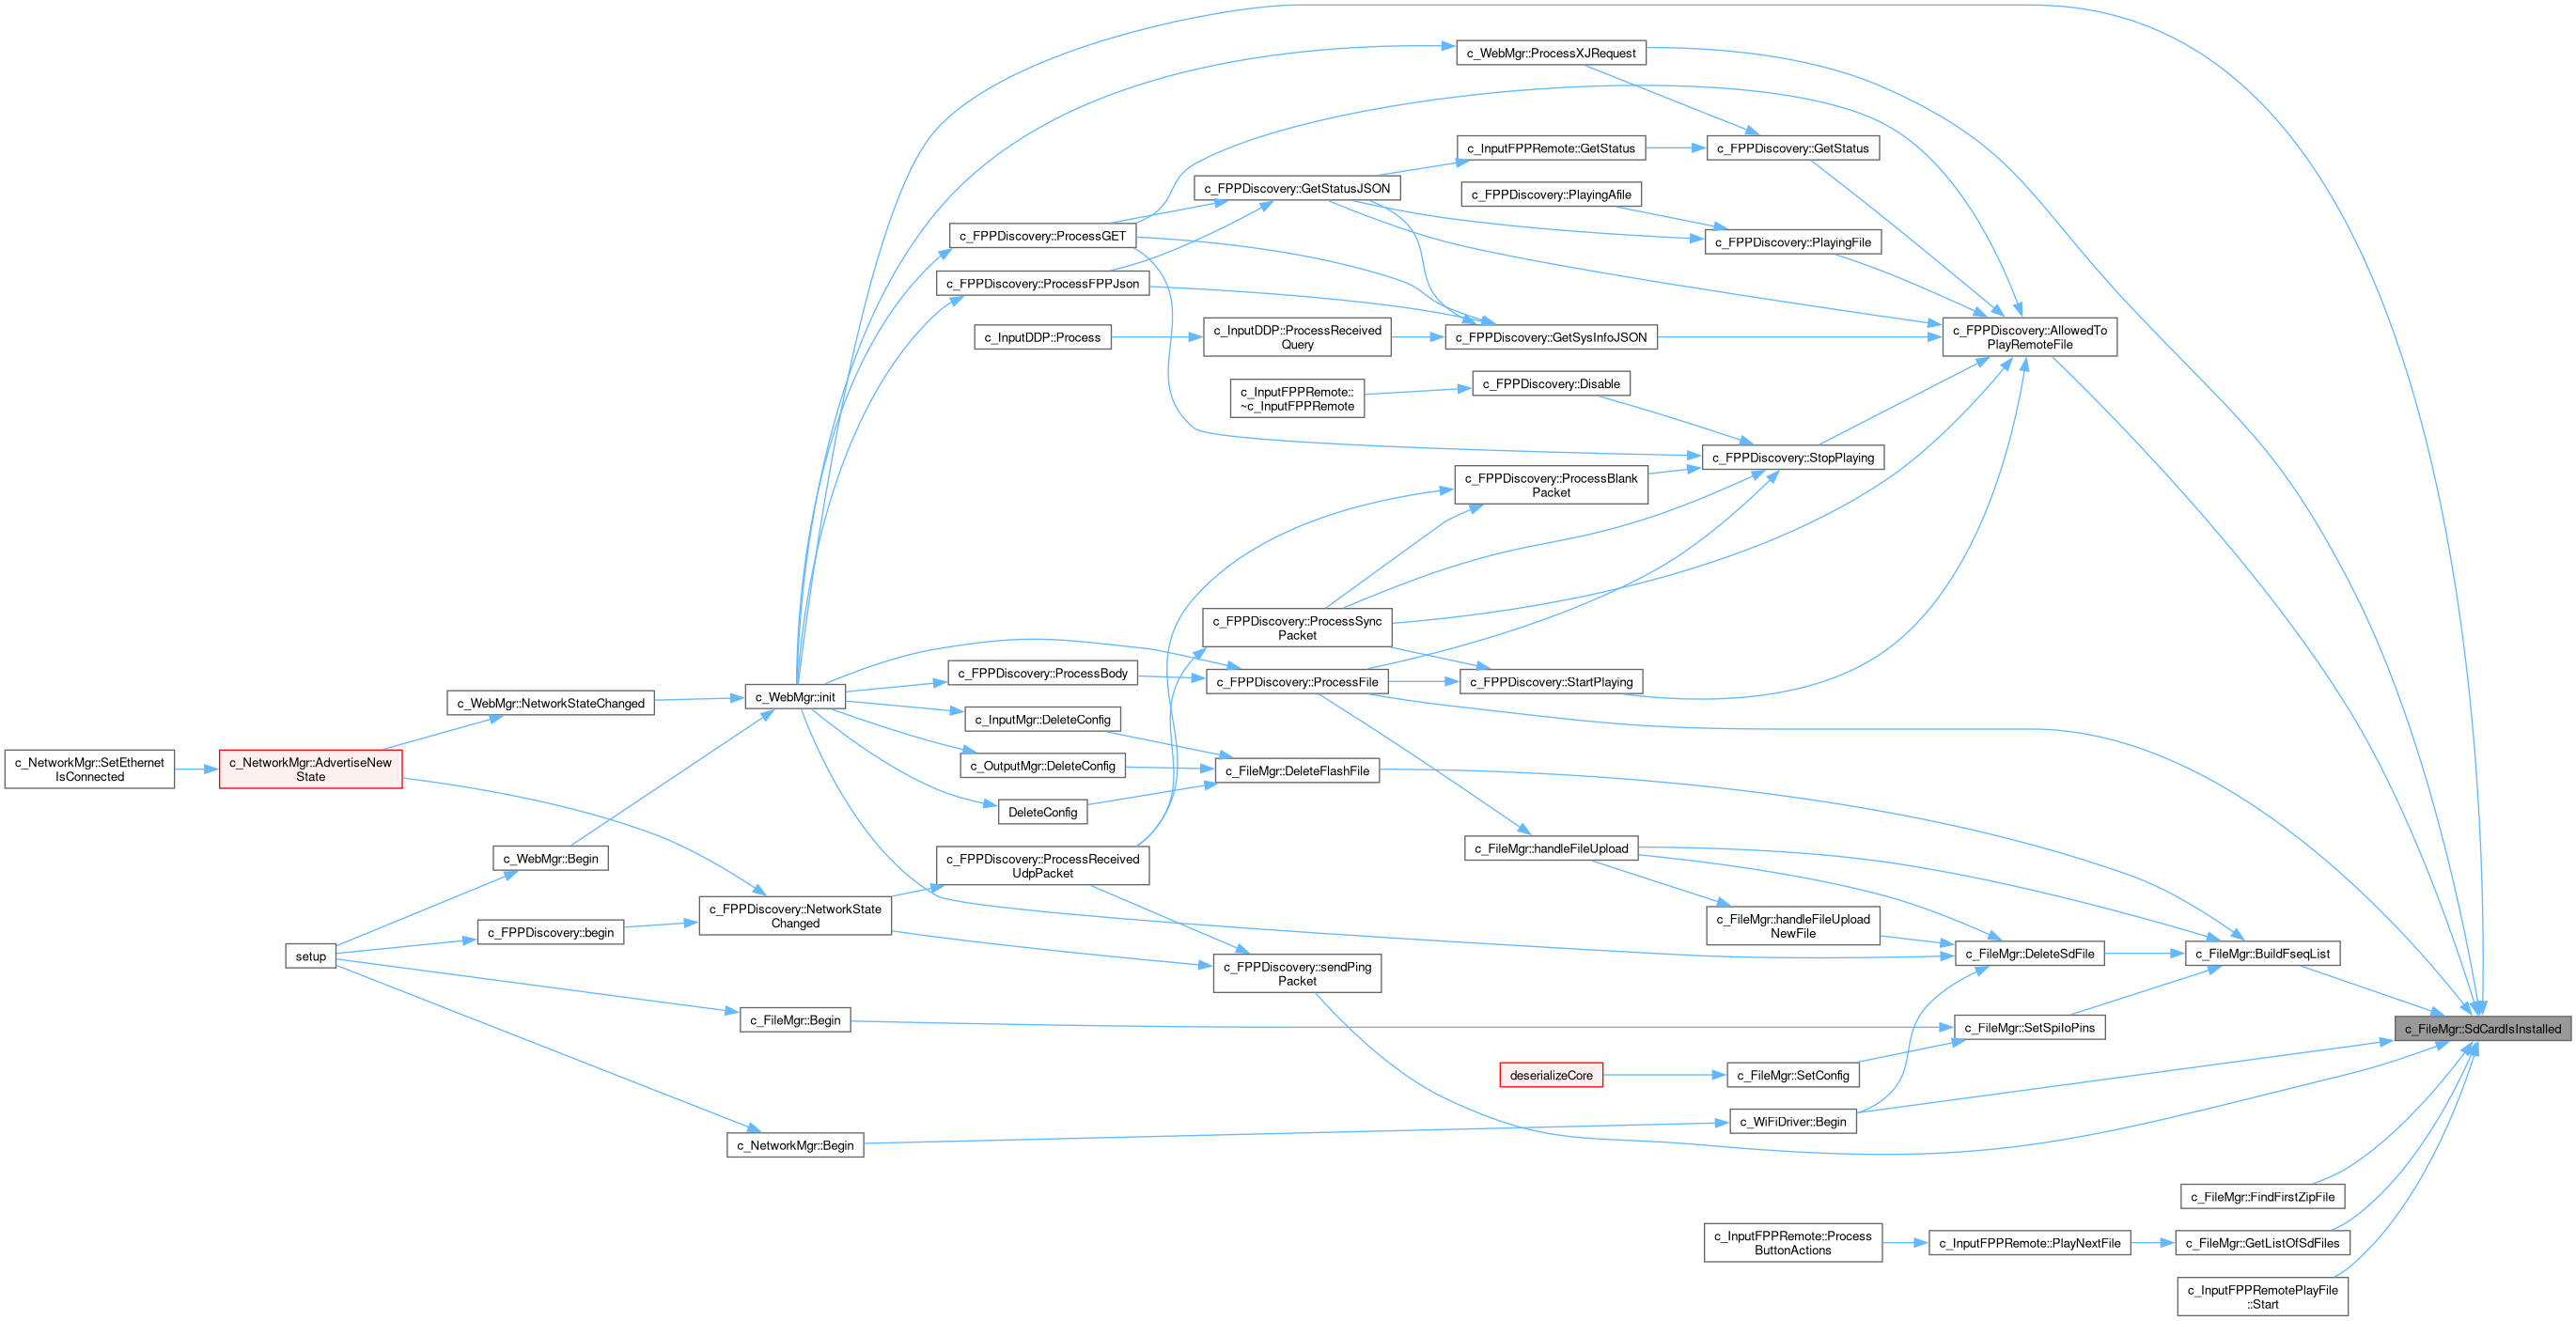 c_WebMgr::ProcessXJRequest
c_InputFPPRemote::GetStatus
c_FPPDiscovery::GetStatus
c_FPPDiscovery::GetStatusJSON
c_FPPDiscovery::PlayingAfile
c_FPPDiscovery::ProcessGET
c_FPPDiscovery::PlayingFile
c_FPPDiscovery::ProcessFPPJson
c_InputDDP::Process
c_InputDDP::ProcessReceived
Query
c_FPPDiscovery::GetSysInfoJSON
c_FPPDiscovery::AllowedTo
PlayRemoteFile
c_InputFPPRemote::
~c_InputFPPRemote
c_FPPDiscovery::Disable
c_FPPDiscovery::StopPlaying
c_FPPDiscovery::ProcessBlank
Packet
c_FPPDiscovery::ProcessSync
Packet
c_FPPDiscovery::ProcessBody
c_FPPDiscovery::ProcessFile
c_FPPDiscovery::StartPlaying
c_WebMgr::init
c_WebMgr::NetworkStateChanged
c_InputMgr::DeleteConfig
c_NetworkMgr::SetEthernet
IsConnected
c_NetworkMgr::AdvertiseNew
State
c_OutputMgr::DeleteConfig
c_FileMgr::DeleteFlashFile
DeleteConfig
c_WebMgr::Begin
c_FPPDiscovery::ProcessReceived
UdpPacket
c_FileMgr::handleFileUpload
c_FPPDiscovery::NetworkState
Changed
c_FileMgr::handleFileUpload
NewFile
c_FPPDiscovery::begin
setup
c_FPPDiscovery::sendPing
Packet
c_FileMgr::DeleteSdFile
c_FileMgr::BuildFseqList
c_FileMgr::Begin
c_FileMgr::SetSpiIoPins
c_FileMgr::SdCardIsInstalled
deserializeCore
c_FileMgr::SetConfig
c_WiFiDriver::Begin
c_NetworkMgr::Begin
c_FileMgr::FindFirstZipFile
c_InputFPPRemote::Process
ButtonActions
c_InputFPPRemote::PlayNextFile
c_FileMgr::GetListOfSdFiles
c_InputFPPRemotePlayFile
::Start